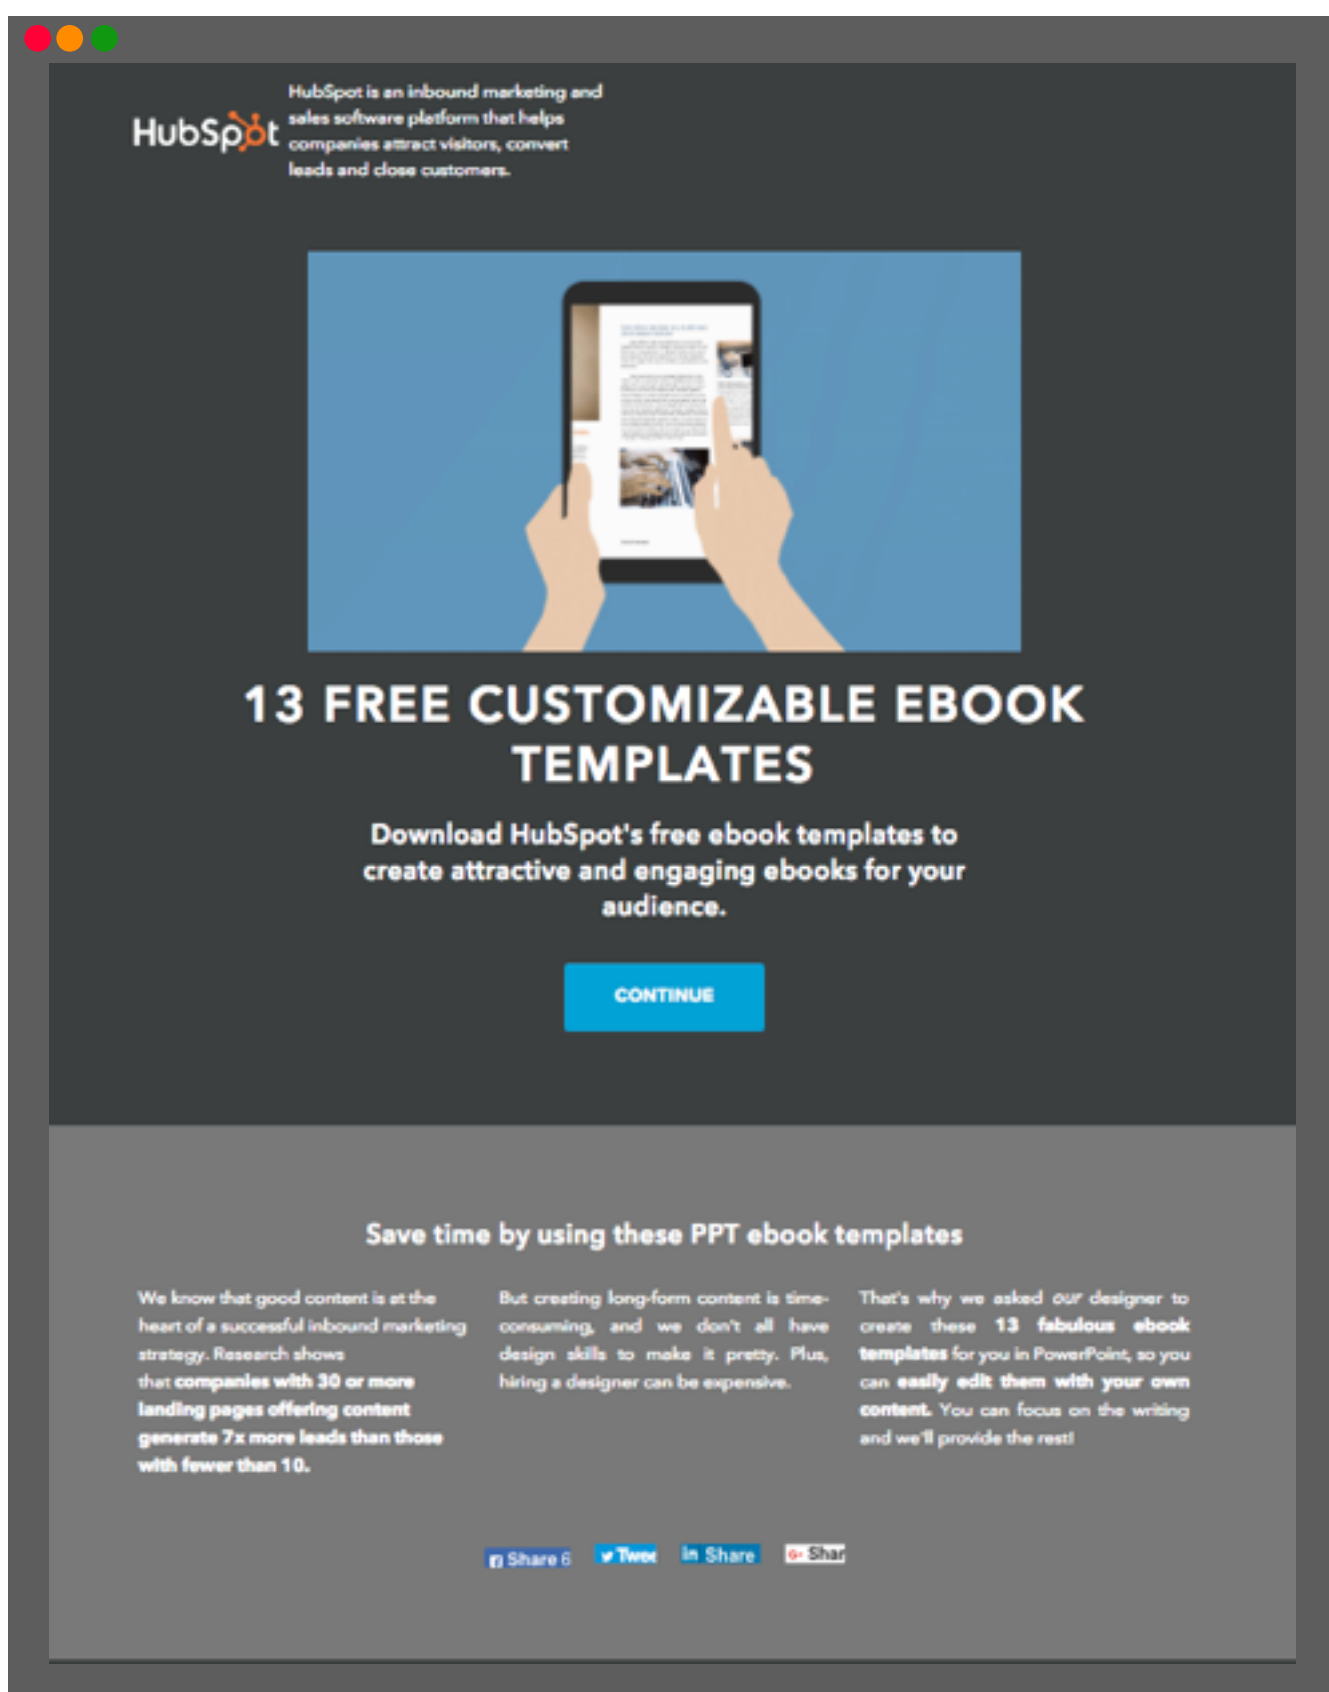 HubSpot
HubSpot is an inbound marketing and
sales software platform that helps
companies attract visitors, convert
leads and close customers.
13 FREE CUSTOMIZABLE EBOOK
TEMPLATES
Download HubSpot's free ebook templates to
create attractive and engaging ebooks for your
audience.
CONTINUE
Save time by using these PPT ebook templates
We know that good content is at the
heart of a successful inbound marketing
strategy. Research shows
that companies with 30 or more
landing pages offering content
generate 7x more leads than those
with fewer than 10.
But creating long-form content is time-
consuming, and we don't all have
design skills to make it pretty. Plus,
hiring a designer can be expensive.
That's why we asked our designer to
create these 13 fabulous ebook
templates for you in PowerPoint, so you
can easily edit them with your own
content. You can focus on the writing
and we'll provide the rest!
Share 6
Twee
in Share
G+ Shar